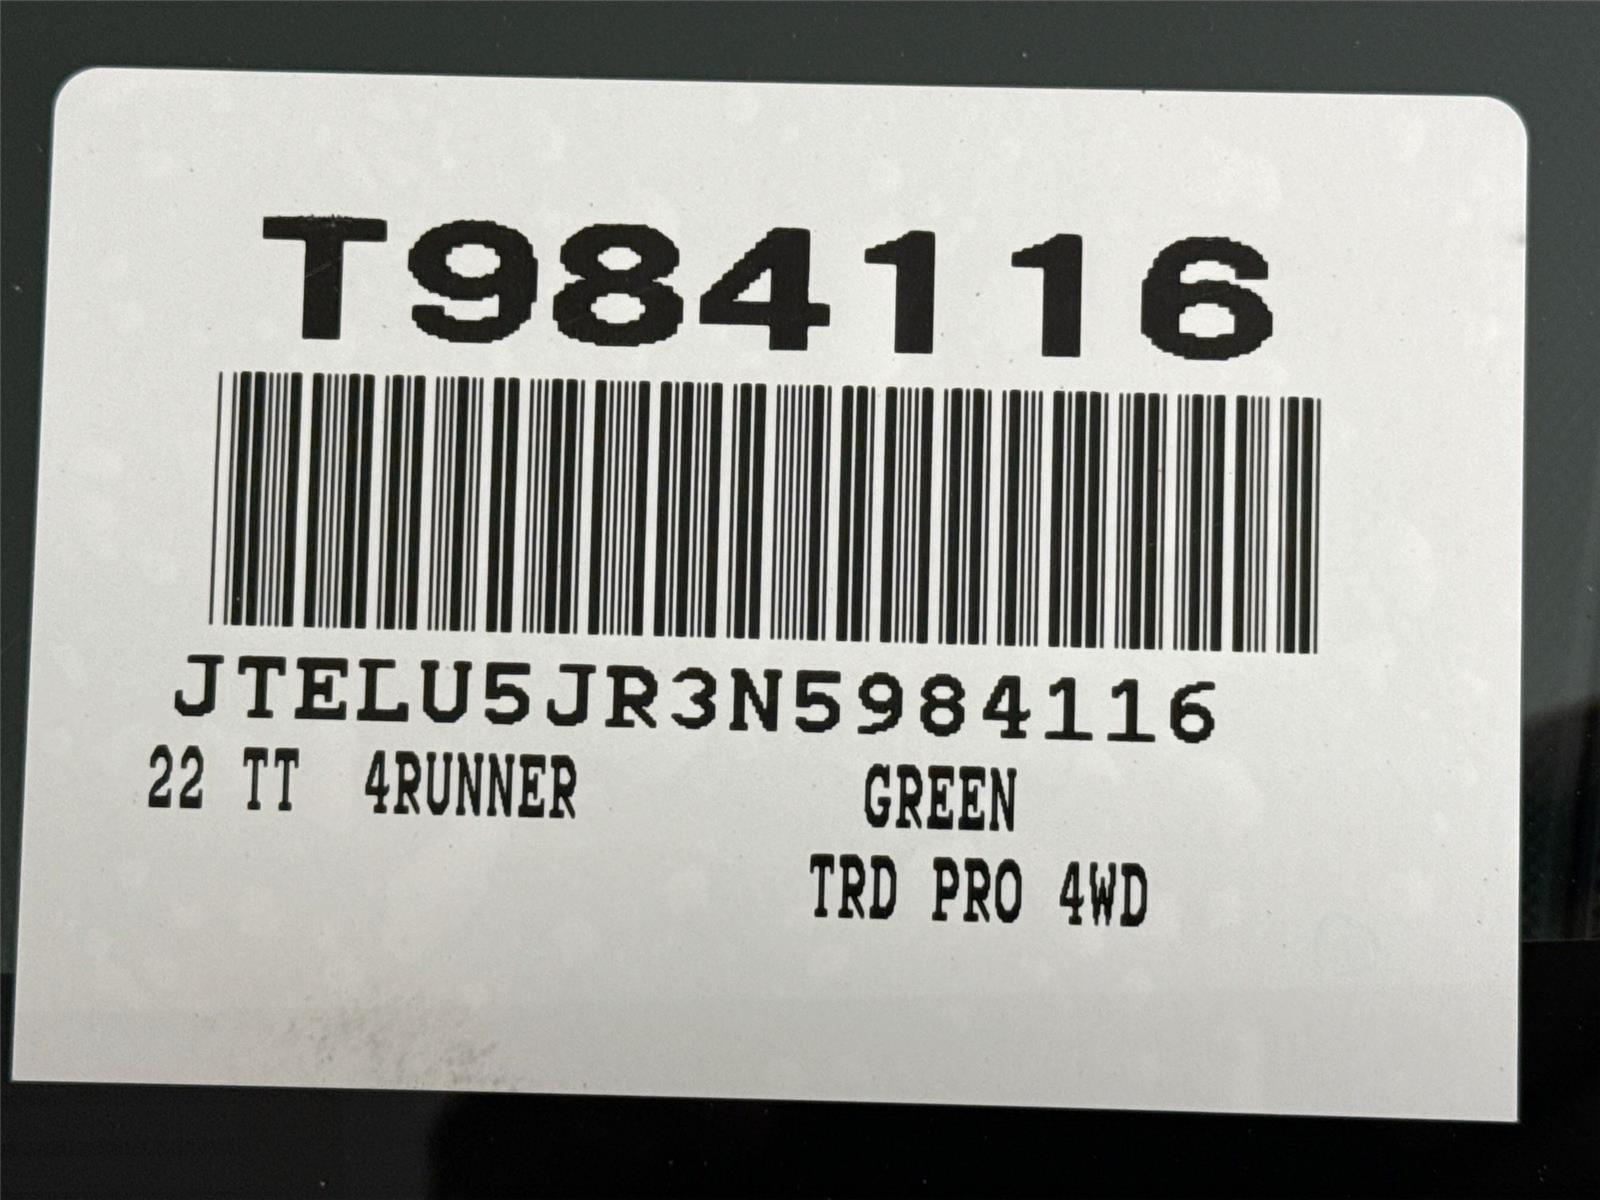 T984116
JTELU5JR3N5984116
22 TT 4RUNNER GREEN
TRD PRO 4WD